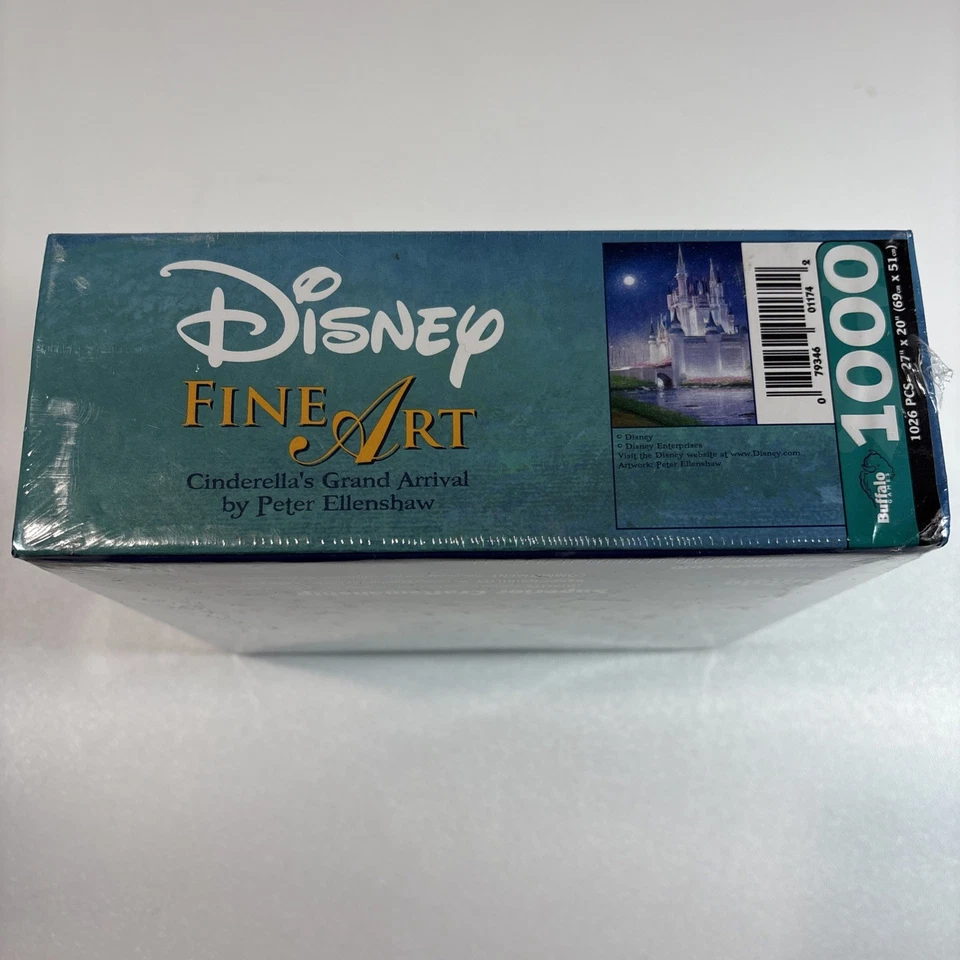 Disney
FINE ART
Cinderella's Grand Arrival
by Peter Ellenshaw
© Disney
© Disney Enterprises
Visit the Disney website at www.Disney.com
Artwork: Peter Ellenshaw
0 79346 01174 2
1000
1026 PCS- 27" x 20" (69cm x 51cm)
Buffalo
GAMES